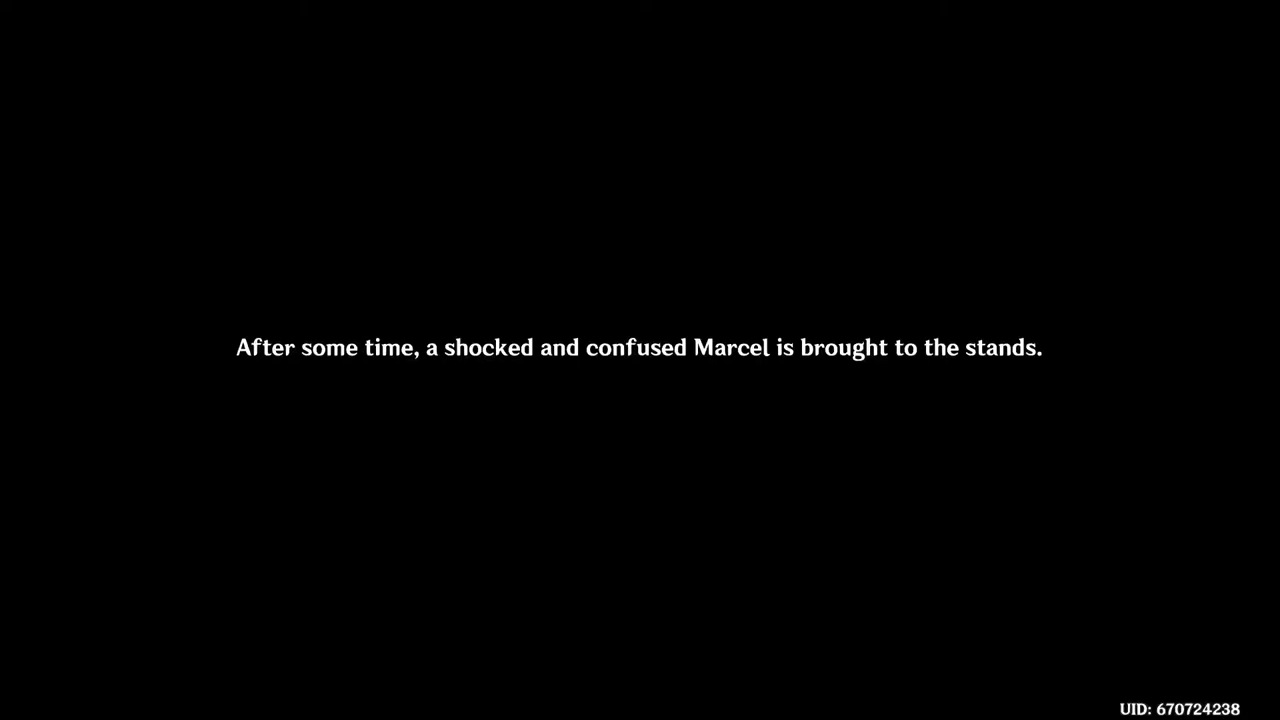 After some time, a shocked and confused Marcel is brought to the stands.
UID: 670724238